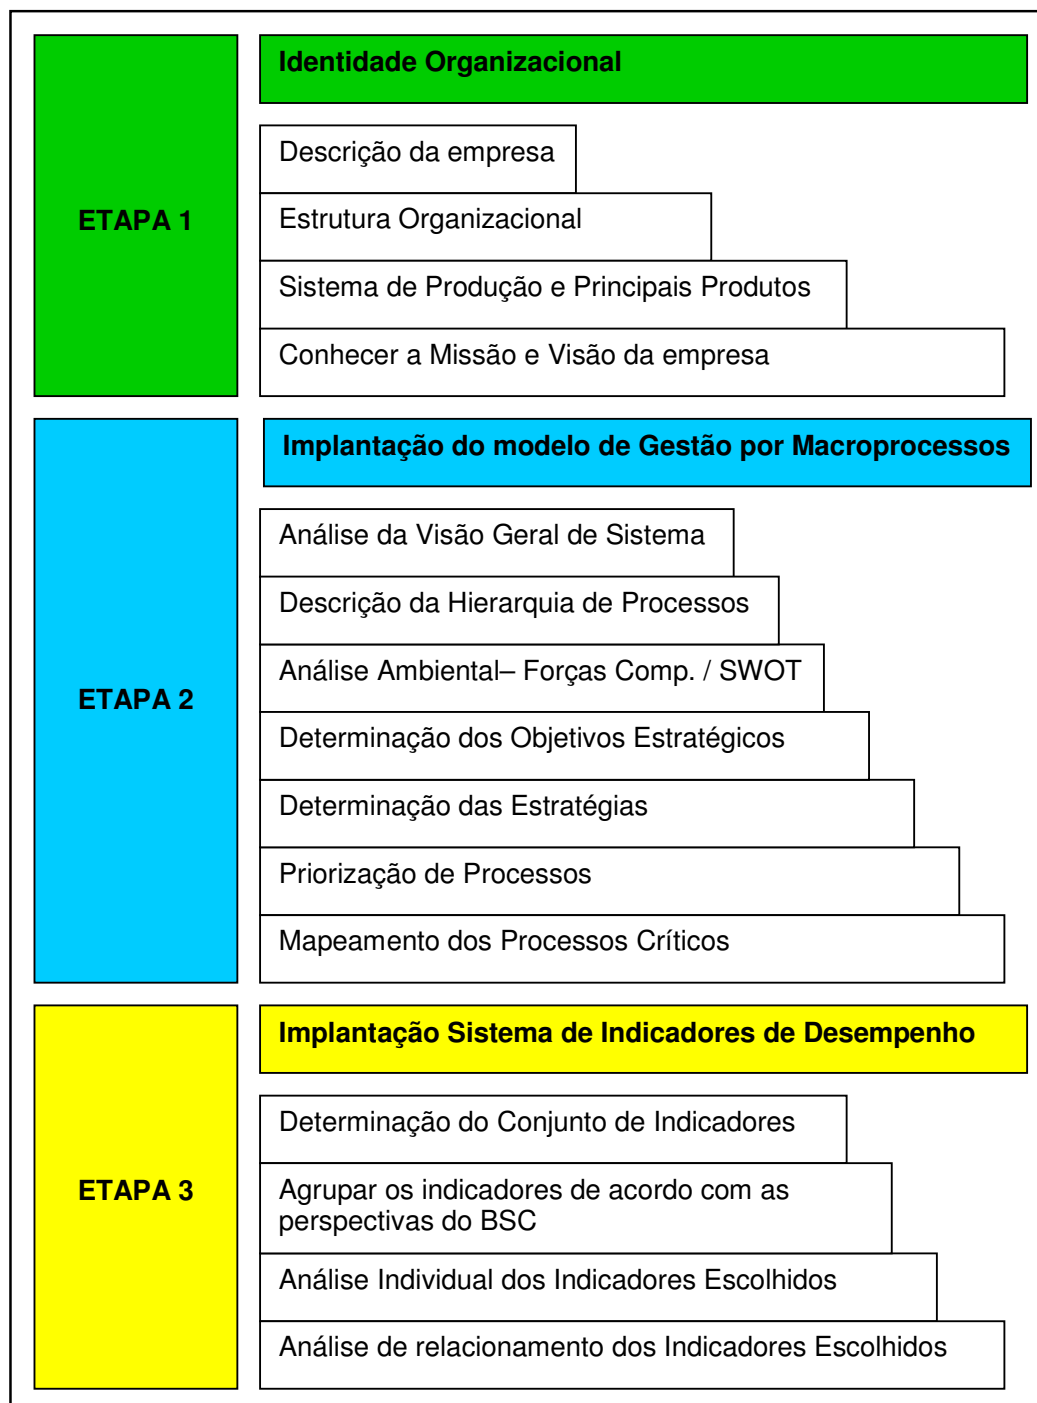 ETAPA 1
Identidade Organizacional
Descrição da empresa
Estrutura Organizacional
Sistema de Produção e Principais Produtos
Conhecer a Missão e Visão da empresa
ETAPA 2
Implantação do modelo de Gestão por Macroprocessos
Análise da Visão Geral de Sistema
Descrição da Hierarquia de Processos
Análise Ambiental– Forças Comp. / SWOT
Determinação dos Objetivos Estratégicos
Determinação das Estratégias
Priorização de Processos
Mapeamento dos Processos Críticos
ETAPA 3
Implantação Sistema de Indicadores de Desempenho
Determinação do Conjunto de Indicadores
Agrupar os indicadores de acordo com as
perspectivas do BSC
Análise Individual dos Indicadores Escolhidos
Análise de relacionamento dos Indicadores Escolhidos